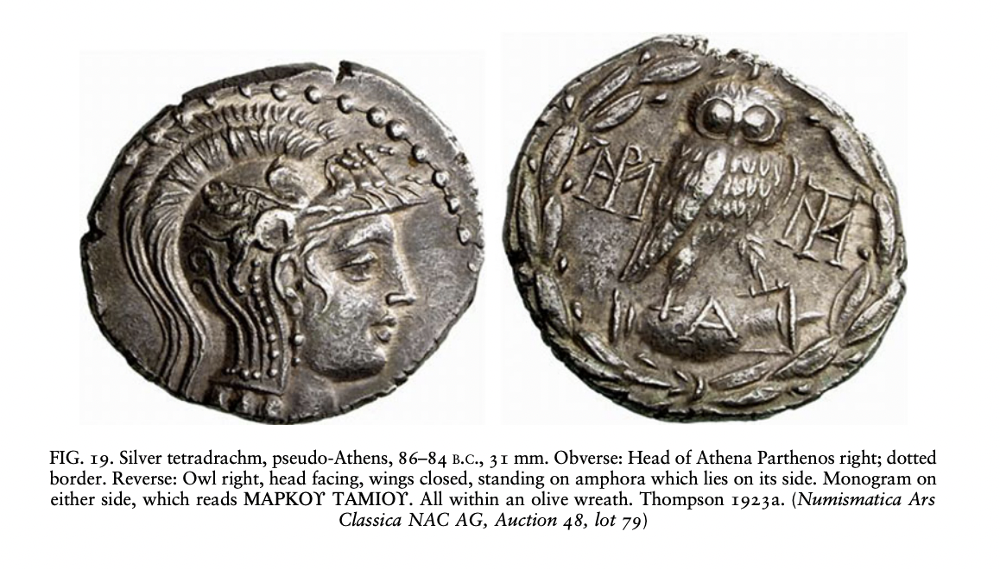 A
FIG. 19. Silver tetradrachm, pseudo-Athens, 86–84 B.C., 31 mm. Obverse: Head of Athena Parthenos right; dotted
border. Reverse: Owl right, head facing, wings closed, standing on amphora which lies on its side. Monogram on
either side, which reads ΜΑΡΚΟΥ ΤΑΜΙΟΥ. All within an olive wreath. Thompson 1923a. (Numismatica Ars
Classica NAC AG, Auction 48, lot 79)